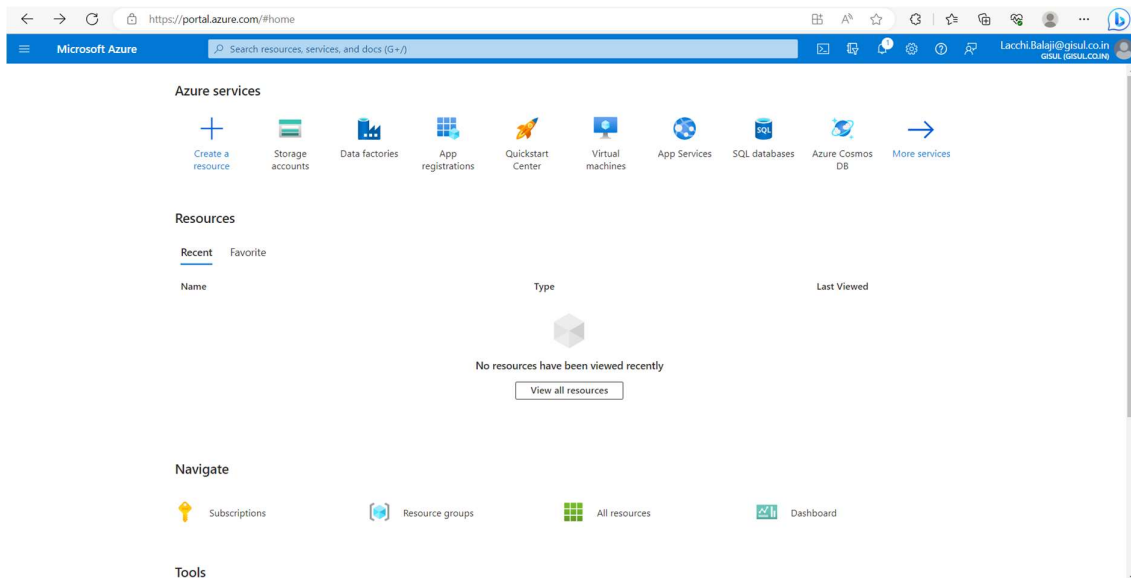 https://portal.azure.com/#home
Microsoft Azure
Search resources, services, and docs (G+/)
1
Lacchi.Balaji@gisul.co.in
GISUL (GISUL.CO.IN)
Azure services
Create a
resource
Storage
accounts
Data factories
App
registrations
Quickstart
Center
Virtual
machines
App Services
SQL
SQL databases
Azure Cosmos
DB
More services
Resources
Recent Favorite
Name Type Last Viewed
No resources have been viewed recently
View all resources
Navigate
Subscriptions Resource groups All resources Dashboard
Tools